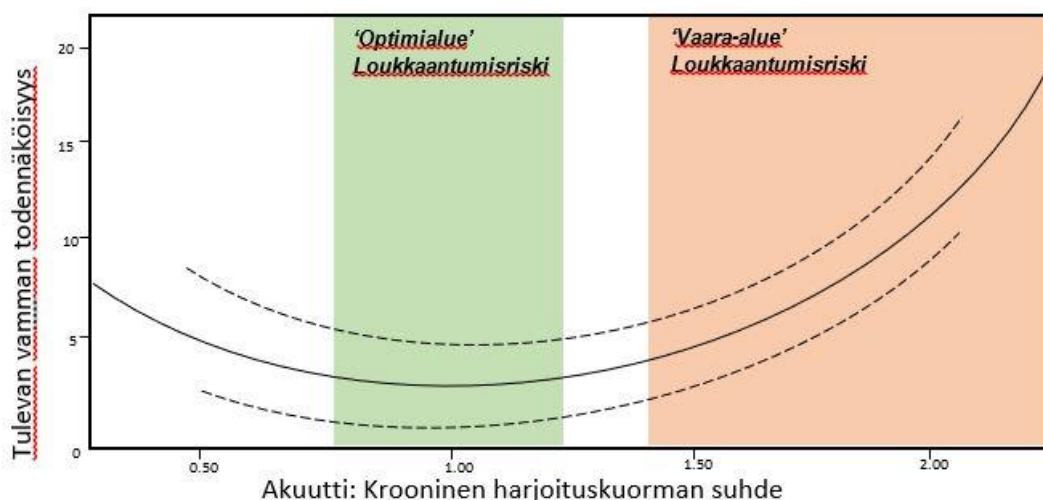 20
15
10
5
0
Tulevan vamman todennäköisyys
'Optimialue'
Loukkaantumisriski
'Vaara-alue'
Loukkaantumisriski
0.50
1.00
1.50
2.00
Akuutti: Krooninen harjoituskuorman suhde